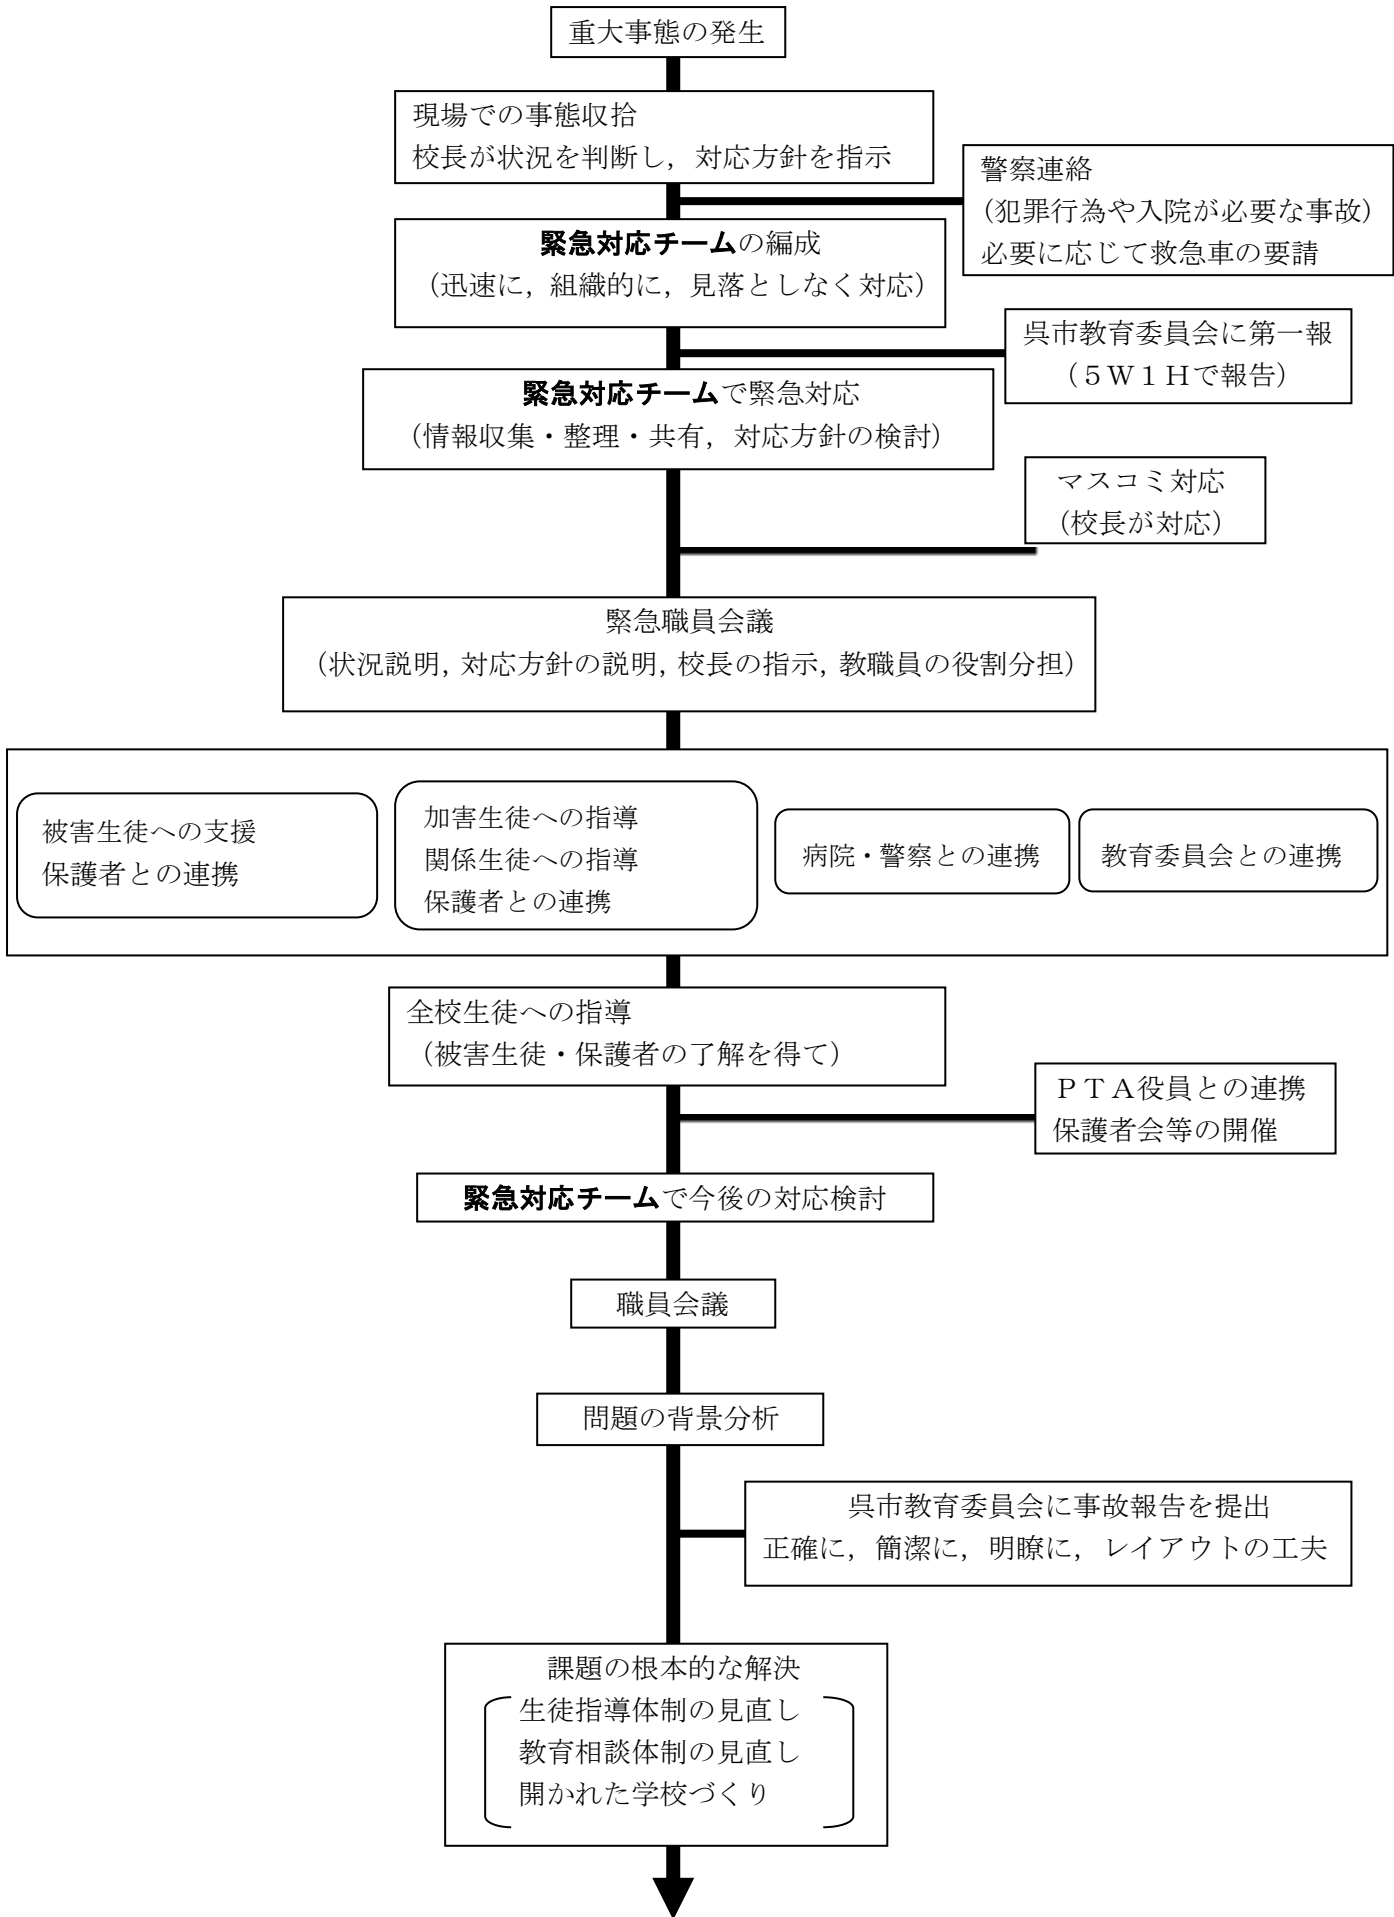 重大事態の発生
現場での事態収拾
校長が状況を判断し，対応方針を指示
警察連絡
（犯罪行為や入院が必要な事故）
必要に応じて救急車の要請
緊急対応チームの編成
（迅速に，組織的に，見落としなく対応）
呉市教育委員会に第一報
（５Ｗ１Ｈで報告）
緊急対応チームで緊急対応
（情報収集・整理・共有，対応方針の検討）
マスコミ対応
（校長が対応）
緊急職員会議
（状況説明，対応方針の説明，校長の指示，教職員の役割分担）
被害生徒への支援
保護者との連携
加害生徒への指導
関係生徒への指導
保護者との連携
病院・警察との連携
教育委員会との連携
全校生徒への指導
（被害生徒・保護者の了解を得て）
ＰＴＡ役員との連携
保護者会等の開催
緊急対応チームで今後の対応検討
職員会議
問題の背景分析
呉市教育委員会に事故報告を提出
正確に，簡潔に，明瞭に，レイアウトの工夫
課題の根本的な解決
生徒指導体制の見直し
教育相談体制の見直し
開かれた学校づくり